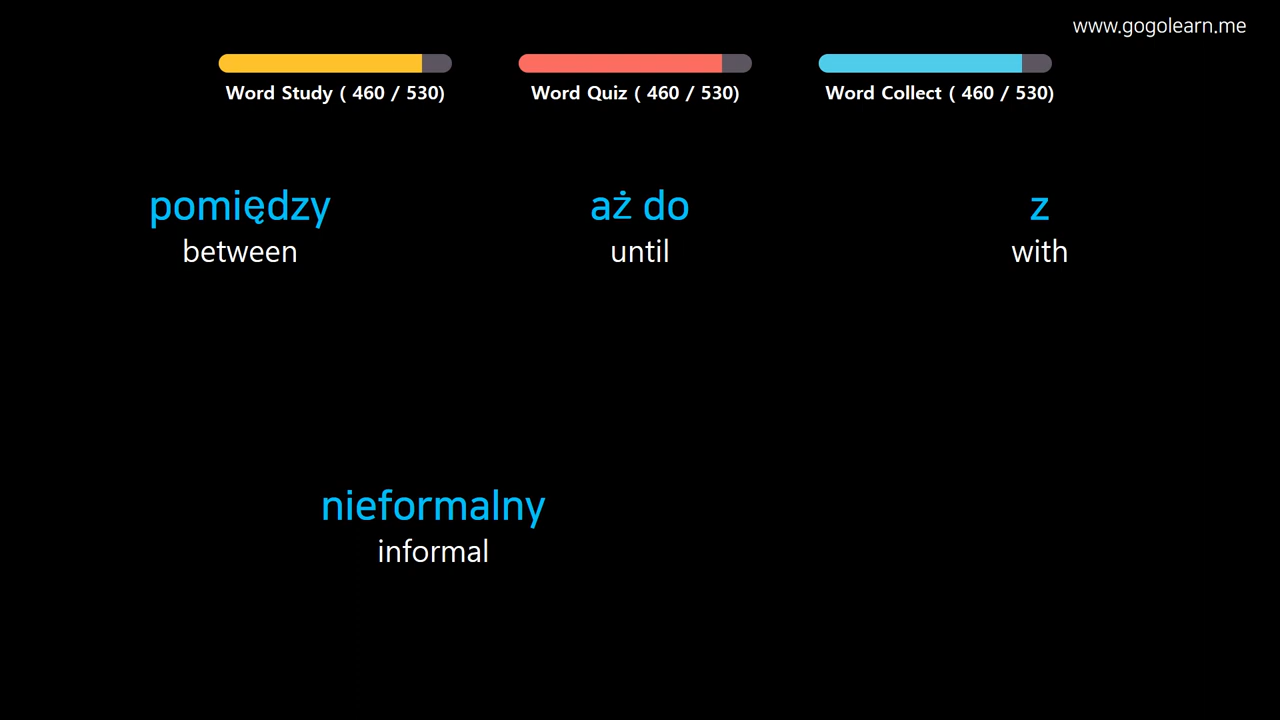 www.gogolearn.me
Word Study ( 460 / 530)
Word Quiz ( 460 / 530)
Word Collect ( 460 / 530)
pomiędzy
between
aż do
until
z
with
nieformalny
informal